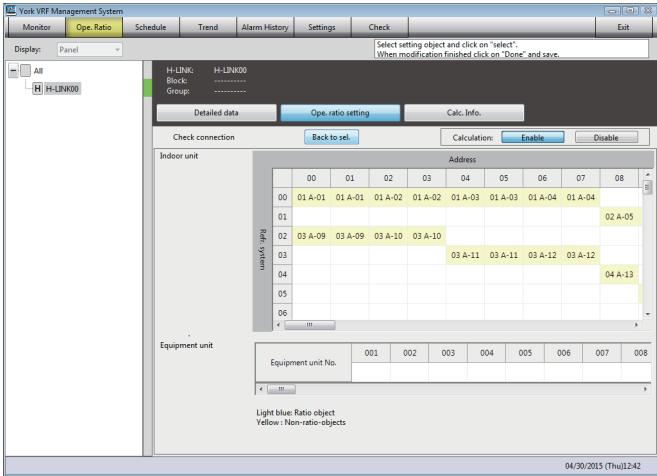 York VRF Management System
Monitor Ope. Ratio Schedule Trend Alarm History Settings Check Exit
Display: Panel
Select setting object and click on "select".
When modification finished click on "Done" and save.
All
H H-LINK00
H-LINK: H-LINK00
Block: ----------
Group: ----------
Detailed data Ope. ratio setting Calc. Info.
Check connection Back to sel. Calculation: Enable Disable
Indoor unit
Address
00 01 02 03 04 05 06 07 08
Refr. system
00 01 A-01 01 A-01 01 A-02 01 A-02 01 A-03 01 A-03 01 A-04 01 A-04
01 02 A-05
02 03 A-09 03 A-09 03 A-10 03 A-10
03 03 A-11 03 A-11 03 A-12 03 A-12
04 04 A-13
05
06
Equipment unit
Equipment unit No. 001 002 003 004 005 006 007 008
Light blue: Ratio object
Yellow : Non-ratio-objects
04/30/2015 (Thu)12:42